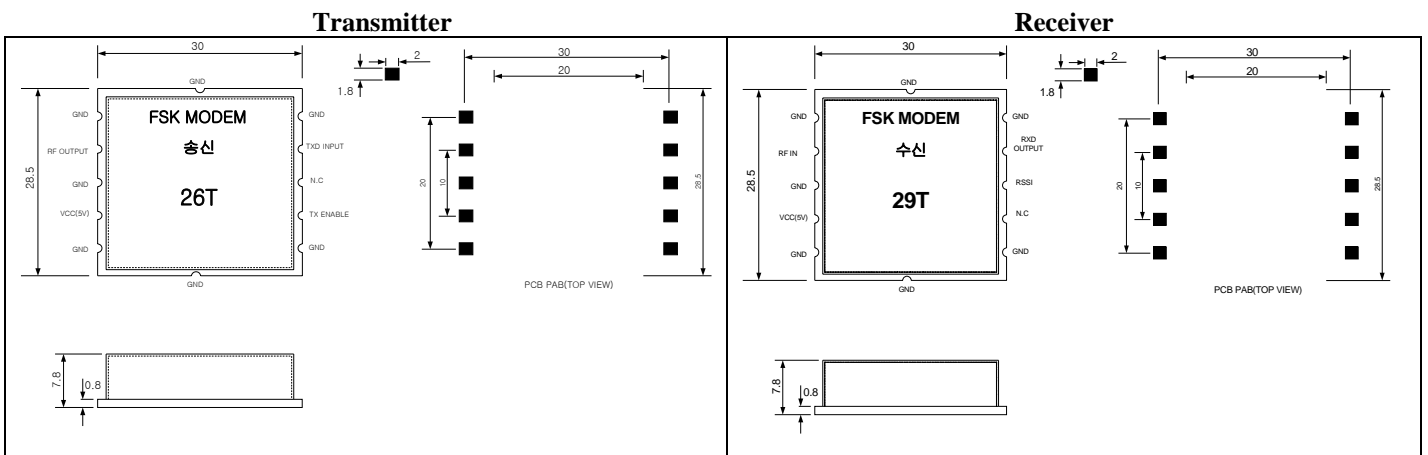 Transmitter
Receiver
30
GND
1.8
2
30
20
28.5
GND
RF OUTPUT
GND
VCC(5V)
GND
FSK MODEM
송신
26T
GND
TXD INPUT
N.C
TX ENABLE
GND
GND
20
10
28.5
PCB PAB(TOP VIEW)
7.8
0.8
30
GND
1.8
2
30
20
28.5
GND
RF IN
GND
VCC(5V)
GND
FSK MODEM
수신
29T
GND
RXD
OUTPUT
RSSI
N.C
GND
GND
20
10
28.5
PCB PAB(TOP VIEW)
7.8
0.8